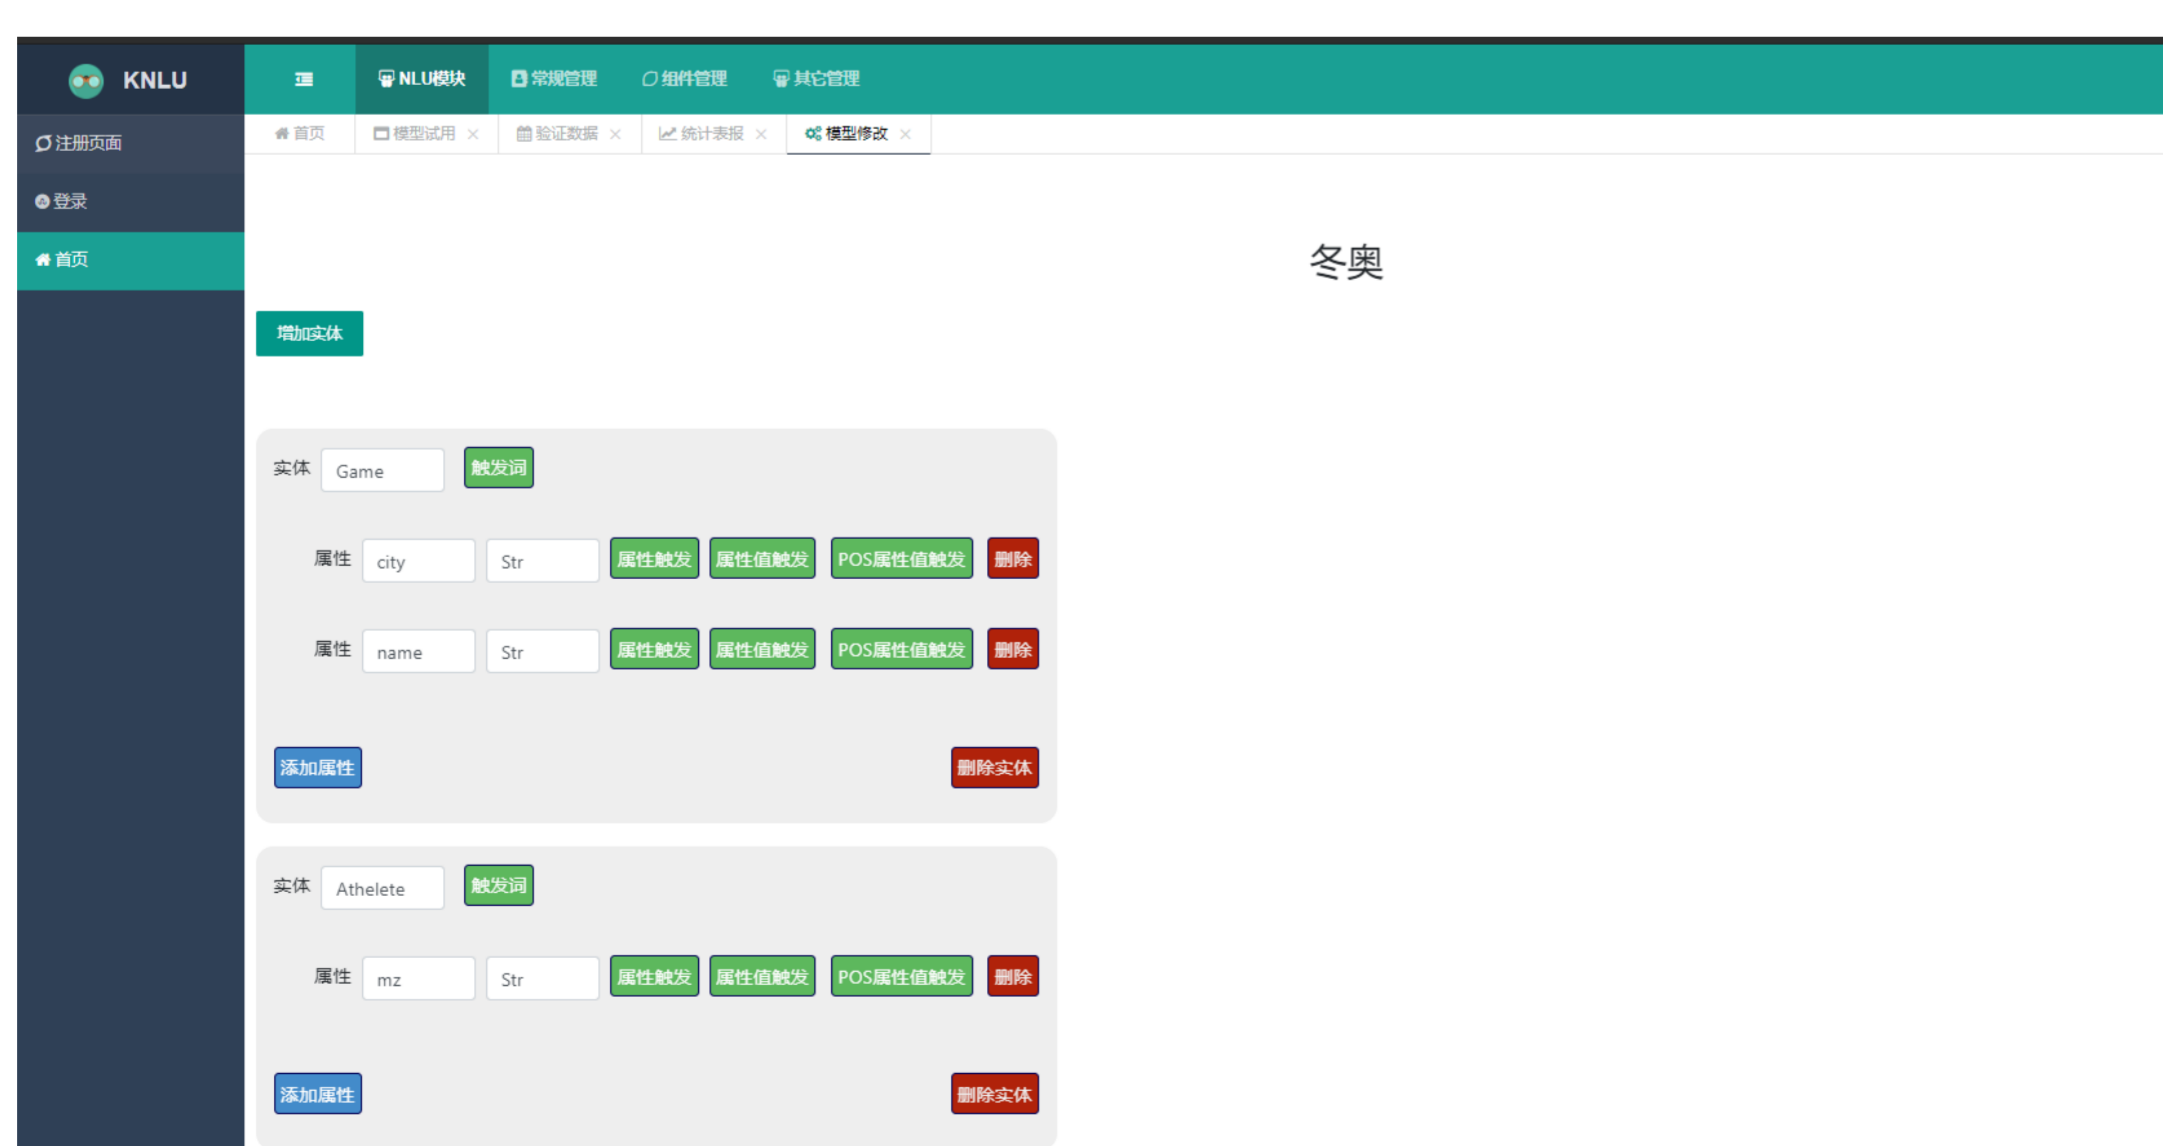 KNLU
NLU模块 常规管理 组件管理 其它管理
注册页面
登录
首页
首页 模型试用 × 验证数据 × 统计表报 × 模型修改 ×
冬奥
增加实体
实体 Game 触发词
属性 city Str 属性触发 属性值触发 POS属性值触发 删除
属性 name Str 属性触发 属性值触发 POS属性值触发 删除
添加属性 删除实体
实体 Athelete 触发词
属性 mz Str 属性触发 属性值触发 POS属性值触发 删除
添加属性 删除实体